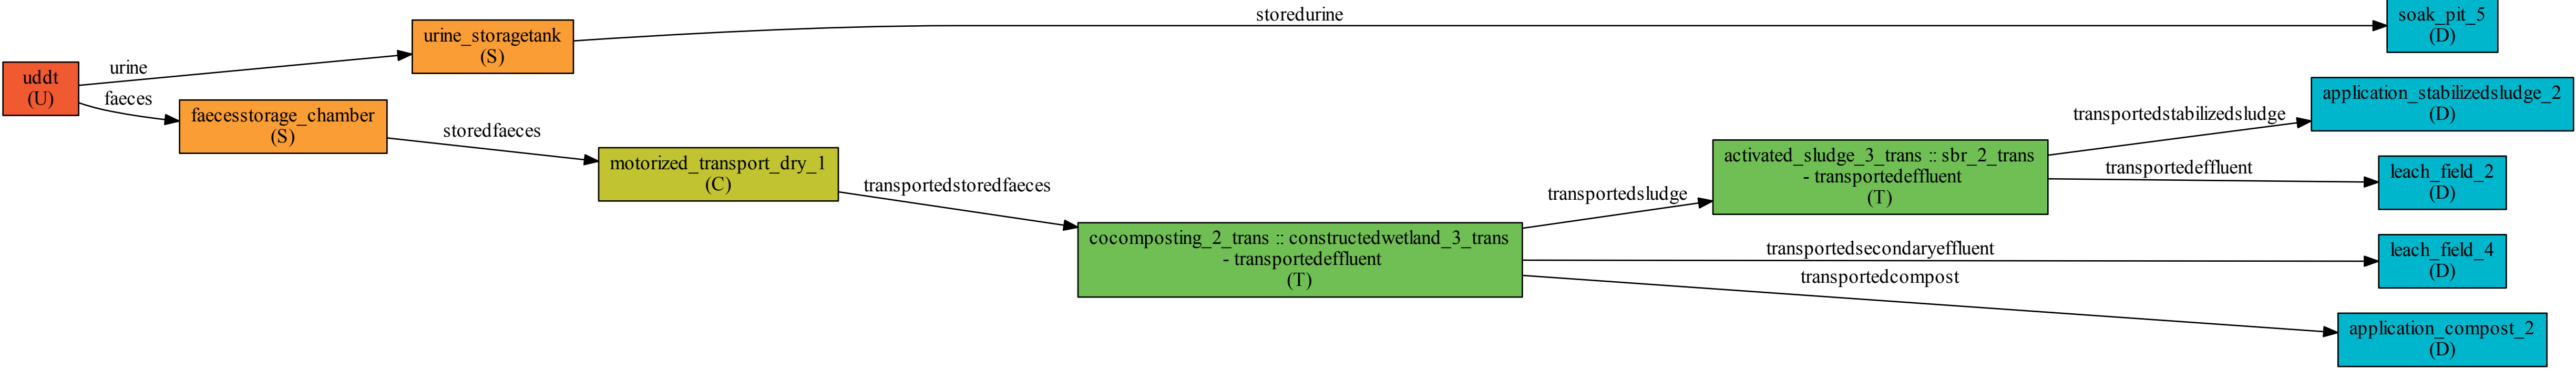 uddt
(U)
urine
faeces
urine_storagetank
(S)
faecesstorage_chamber
(S)
storedurine
storedfaeces
motorized_transport_dry_1
(C)
transportedstoredfaeces
cocomposting_2_trans :: constructedwetland_3_trans
- transportedeffluent
(T)
transportedsludge
transportedsecondaryeffluent
transportedcompost
activated_sludge_3_trans :: sbr_2_trans
- transportedeffluent
(T)
transportedstabilizedsludge
transportedeffluent
soak_pit_5
(D)
application_stabilizedsludge_2
(D)
leach_field_2
(D)
leach_field_4
(D)
application_compost_2
(D)